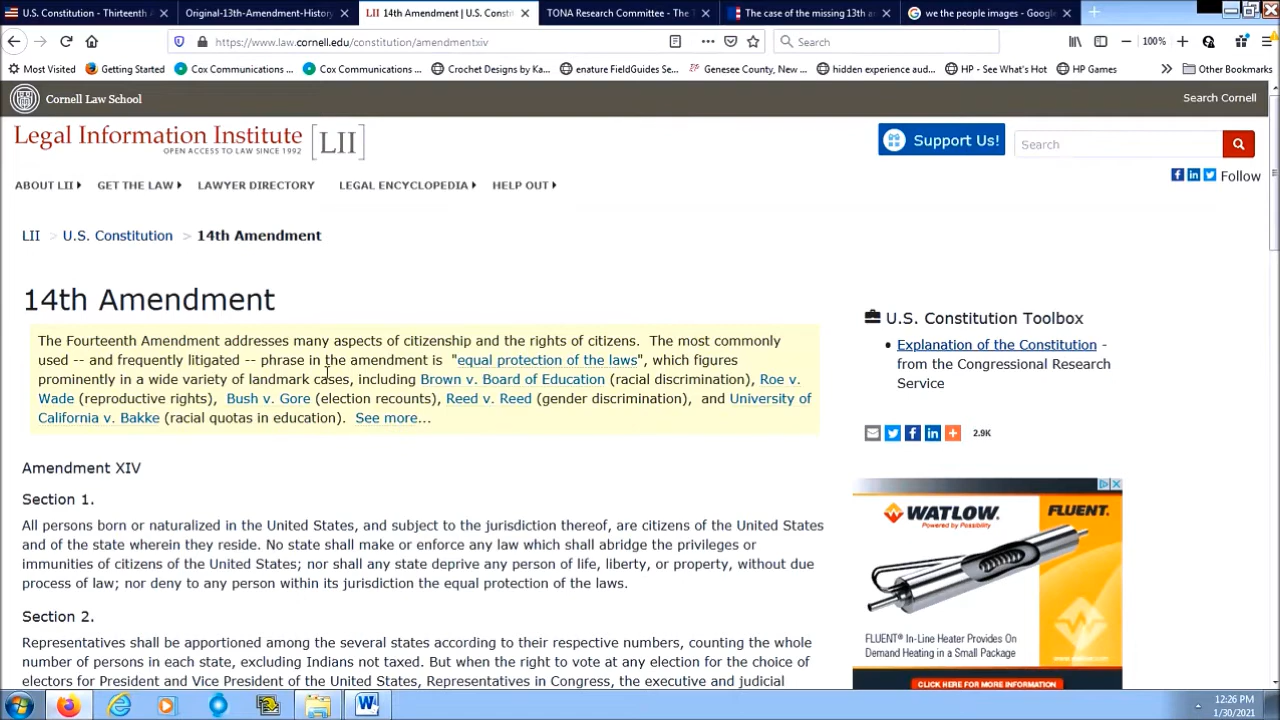 U.S. Constitution - Thirteenth A
Original-13th-Amendment-History
LII 14th Amendment | U.S. Consti
TONA Research Committee - The T
The case of the missing 13th a
we the people images - Google
https://www.law.cornell.edu/constitution/amendmentxiv
Search
100%
Most Visited
Getting Started
Cox Communications ...
Cox Communications ...
Crochet Designs by Ka...
enature FieldGuides Se...
Genesee County, New ...
hidden experience aud...
HP - See What's Hot
HP Games
Other Bookmarks
Cornell Law School
Search Cornell
Legal Information Institute [LII]
OPEN ACCESS TO LAW SINCE 1992
Support Us!
Search
Follow
ABOUT LII
GET THE LAW
LAWYER DIRECTORY
LEGAL ENCYCLOPEDIA
HELP OUT
LII > U.S. Constitution > 14th Amendment
14th Amendment
The Fourteenth Amendment addresses many aspects of citizenship and the rights of citizens. The most commonly
used -- and frequently litigated -- phrase in the amendment is "equal protection of the laws", which figures
prominently in a wide variety of landmark cases, including Brown v. Board of Education (racial discrimination), Roe v.
Wade (reproductive rights), Bush v. Gore (election recounts), Reed v. Reed (gender discrimination), and University of
California v. Bakke (racial quotas in education). See more...
Amendment XIV
Section 1.
All persons born or naturalized in the United States, and subject to the jurisdiction thereof, are citizens of the United States
and of the state wherein they reside. No state shall make or enforce any law which shall abridge the privileges or
immunities of citizens of the United States; nor shall any state deprive any person of life, liberty, or property, without due
process of law; nor deny to any person within its jurisdiction the equal protection of the laws.
Section 2.
Representatives shall be apportioned among the several states according to their respective numbers, counting the whole
number of persons in each state, excluding Indians not taxed. But when the right to vote at any election for the choice of
electors for President and Vice President of the United States, Representatives in Congress, the executive and judicial
U.S. Constitution Toolbox
Explanation of the Constitution -
from the Congressional Research
Service
2.9K
WATLOW
Powered by Possibility
FLUENT.
FLUENT® In-Line Heater Provides On
Demand Heating in a Small Package
CLICK HERE FOR MORE INFORMATION
12:26 PM
1/30/2021